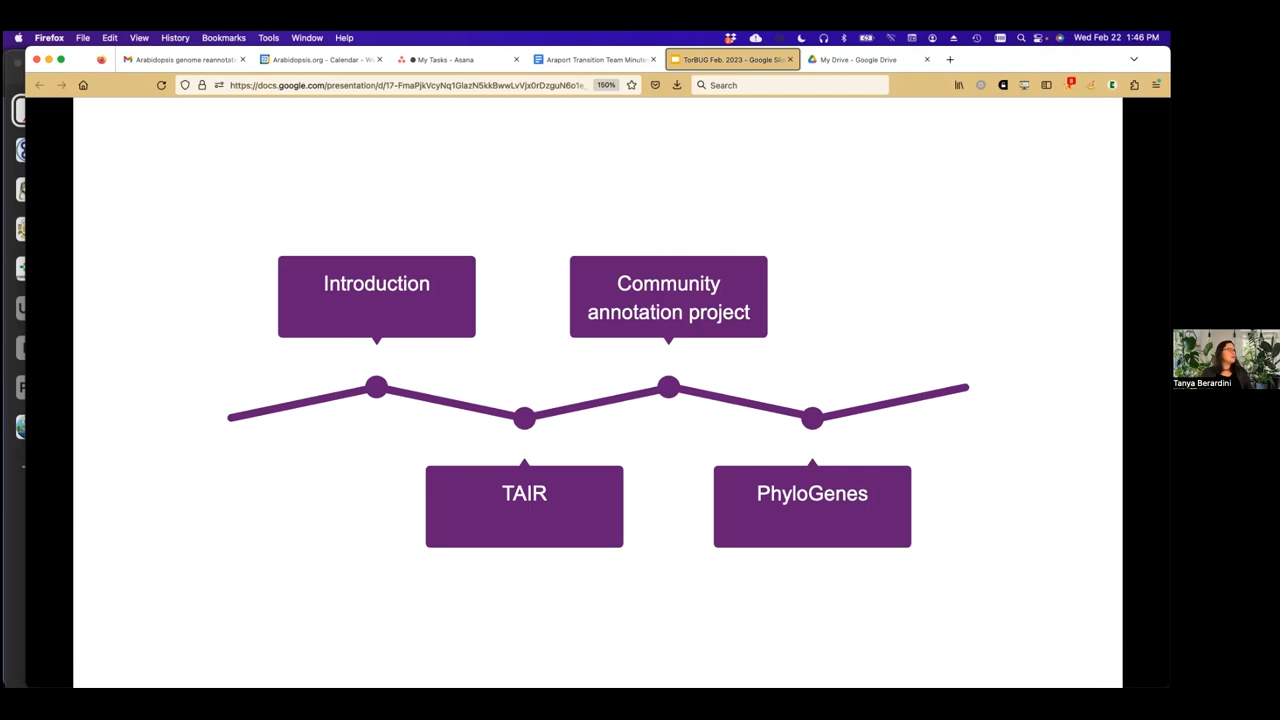 Firefox File Edit View History Bookmarks Tools Window Help
Wed Feb 22 1:46 PM
Arabidopsis genome reannotati
Arabidopsis.org - Calendar - W
My Tasks - Asana
Araport Transition Team Minute
TorBUG Feb. 2023 - Google Sli
My Drive - Google Drive
150%
Search
Introduction
Community
annotation project
TAIR
PhyloGenes
Tanya Berardini